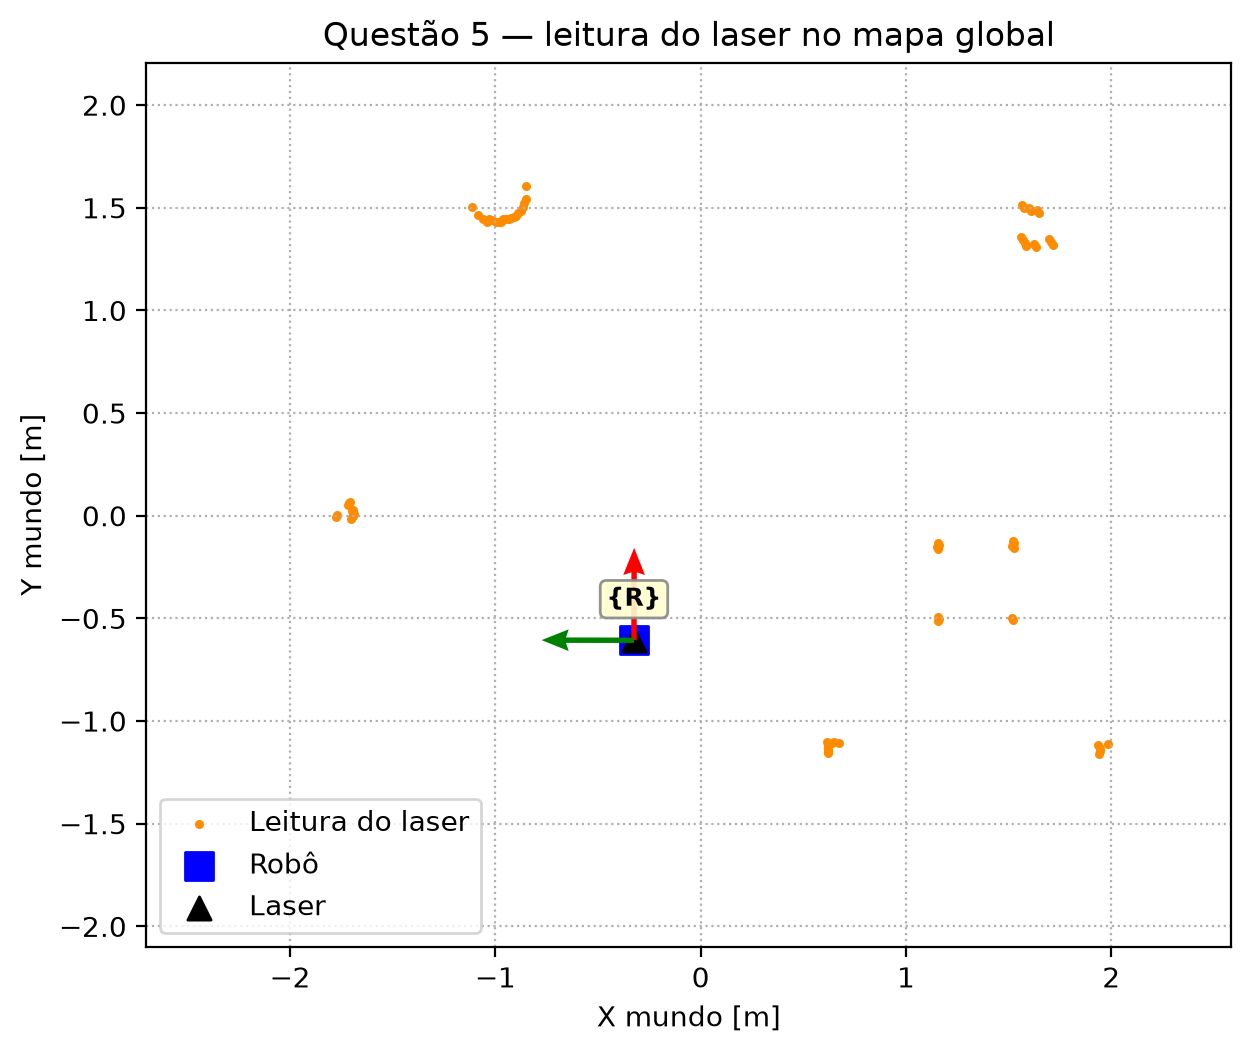 Questão 5 — leitura do laser no mapa global
2.0
1.5
1.0
0.5
0.0
−0.5
−1.0
−1.5
−2.0
Y mundo [m]
{R}
Leitura do laser
Robô
Laser
−2
−1
0
1
2
X mundo [m]